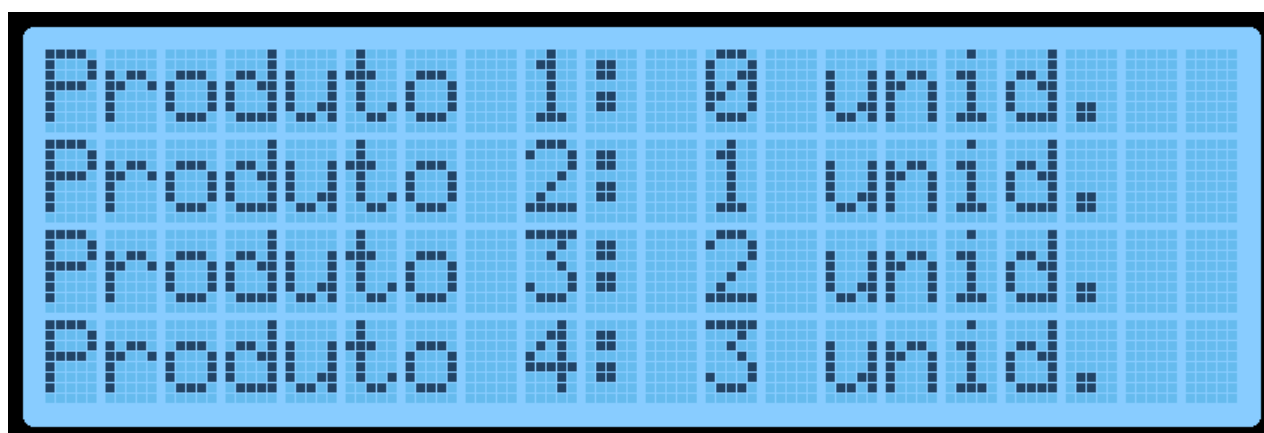 Produto 1: 0 unid.
Produto 2: 1 unid.
Produto 3: 2 unid.
Produto 4: 3 unid.